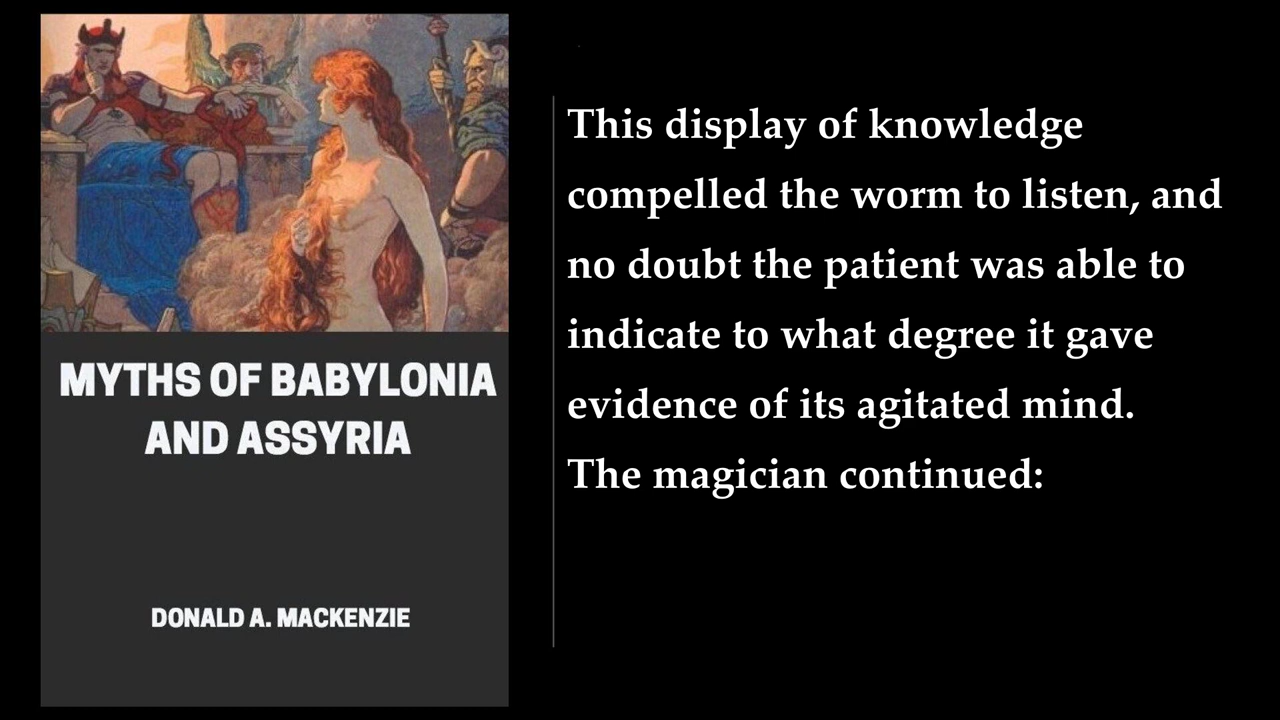 MYTHS OF BABYLONIA
AND ASSYRIA
DONALD A. MACKENZIE
This display of knowledge
compelled the worm to listen, and
no doubt the patient was able to
indicate to what degree it gave
evidence of its agitated mind.
The magician continued: